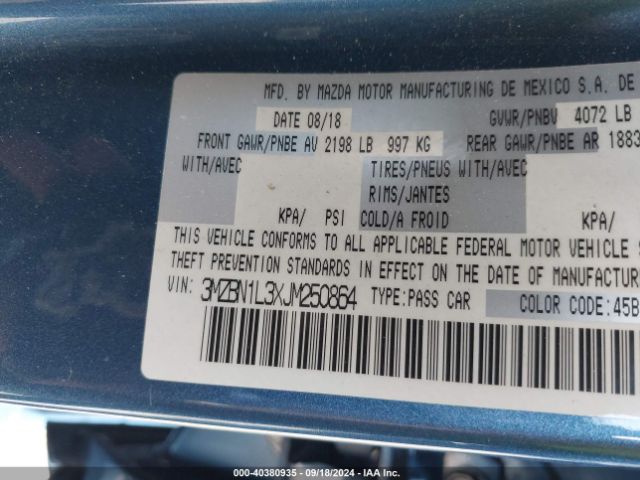 MFD. BY MAZDA MOTOR MANUFACTURING DE MEXICO S.A. DE
DATE 08/18 GVWR/PNBV 4072 LB
FRONT GAWR/PNBE AV 2198 LB 997 KG REAR GAWR/PNBE AR 1883
WITH/AVEC TIRES/PNEUS WITH/AVEC
RIMS/JANTES
KPA/ PSI COLD/A FROID KPA/
THIS VEHICLE CONFORMS TO ALL APPLICABLE FEDERAL MOTOR VEHICLE
THEFT PREVENTION STANDARDS IN EFFECT ON THE DATE OF MANUFACTUR
VIN: 3MZBN1L3XJM250864 TYPE:PASS CAR COLOR CODE:45B
000-40380935 - 09/18/2024 - IAA Inc.